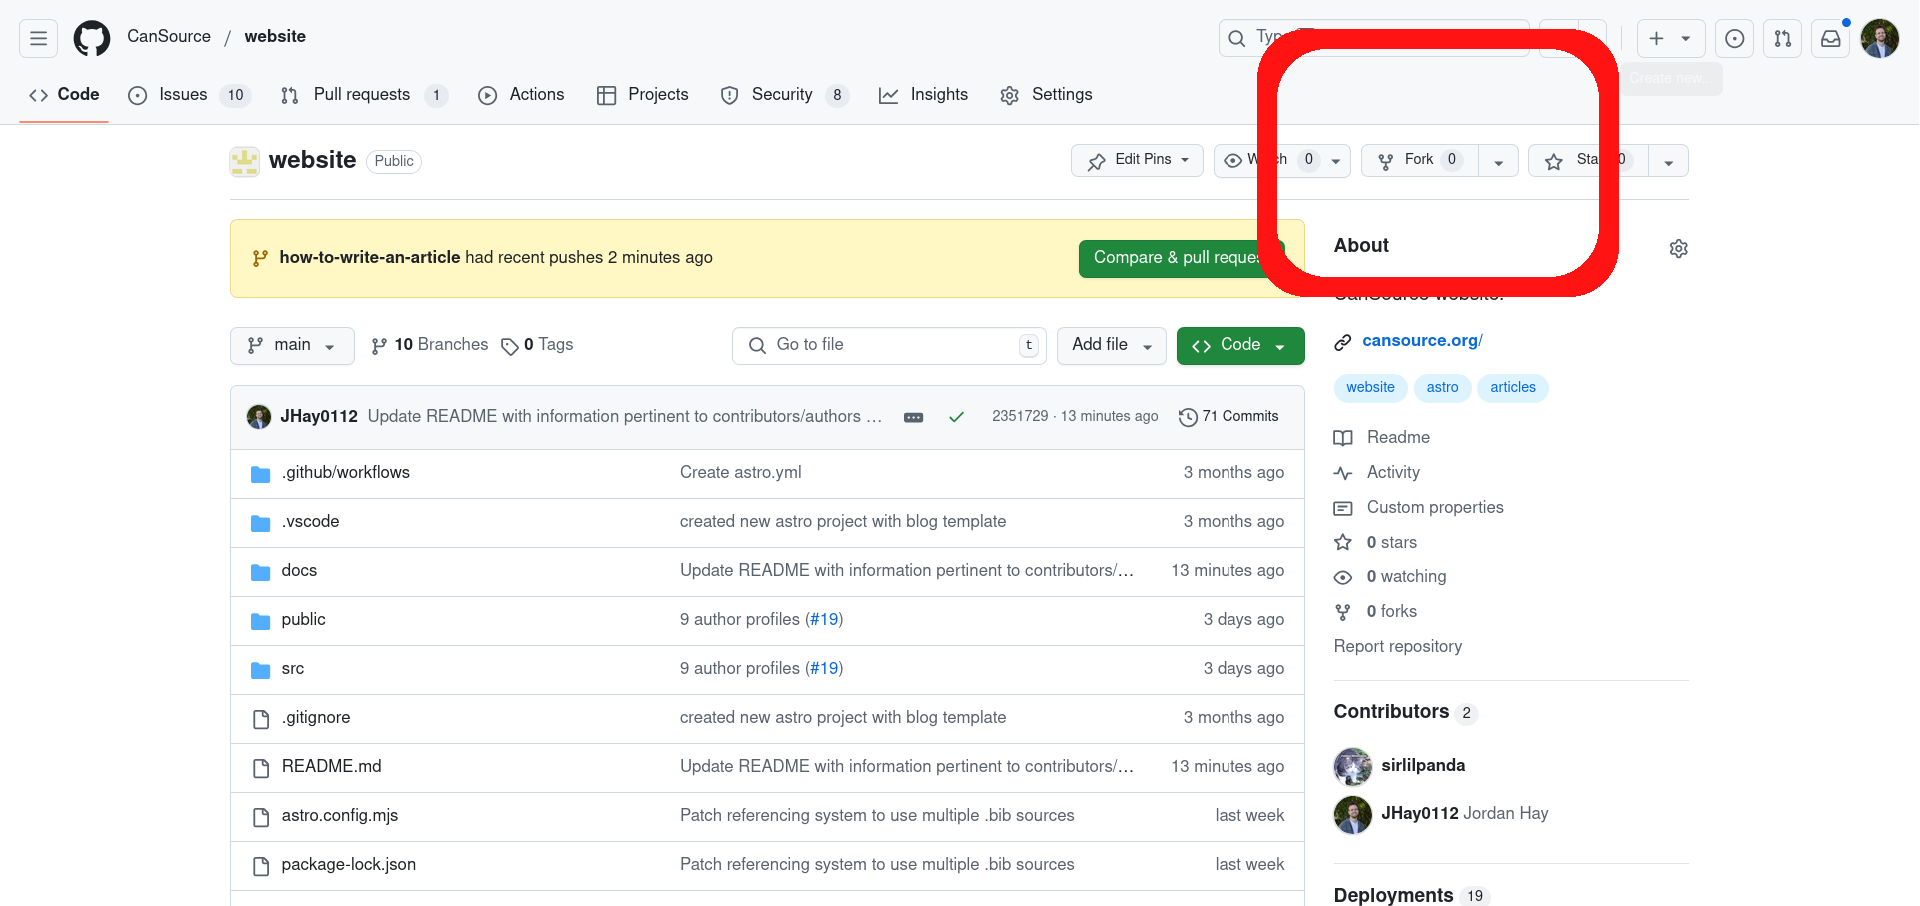 CanSource / website
Code Issues 10 Pull requests 1 Actions Projects Security 8 Insights Settings
Create new...
website Public
Edit Pins 0 Fork 0 0
how-to-write-an-article had recent pushes 2 minutes ago
Compare & pull
main 10 Branches 0 Tags
Go to file t
Add file
Code
JHay0112 Update README with information pertinent to contributors/authors … 2351729 · 13 minutes ago 71 Commits
.github/workflows Create astro.yml 3 months ago
.vscode created new astro project with blog template 3 months ago
docs Update README with information pertinent to contributors/… 13 minutes ago
public 9 author profiles (#19) 3 days ago
src 9 author profiles (#19) 3 days ago
.gitignore created new astro project with blog template 3 months ago
README.md Update README with information pertinent to contributors/… 13 minutes ago
astro.config.mjs Patch referencing system to use multiple .bib sources last week
package-lock.json Patch referencing system to use multiple .bib sources last week
About
CanSource website.
cansource.org/
website astro articles
Readme
Activity
Custom properties
0 stars
0 watching
0 forks
Report repository
Contributors 2
sirlilpanda
JHay0112 Jordan Hay
Deployments 19